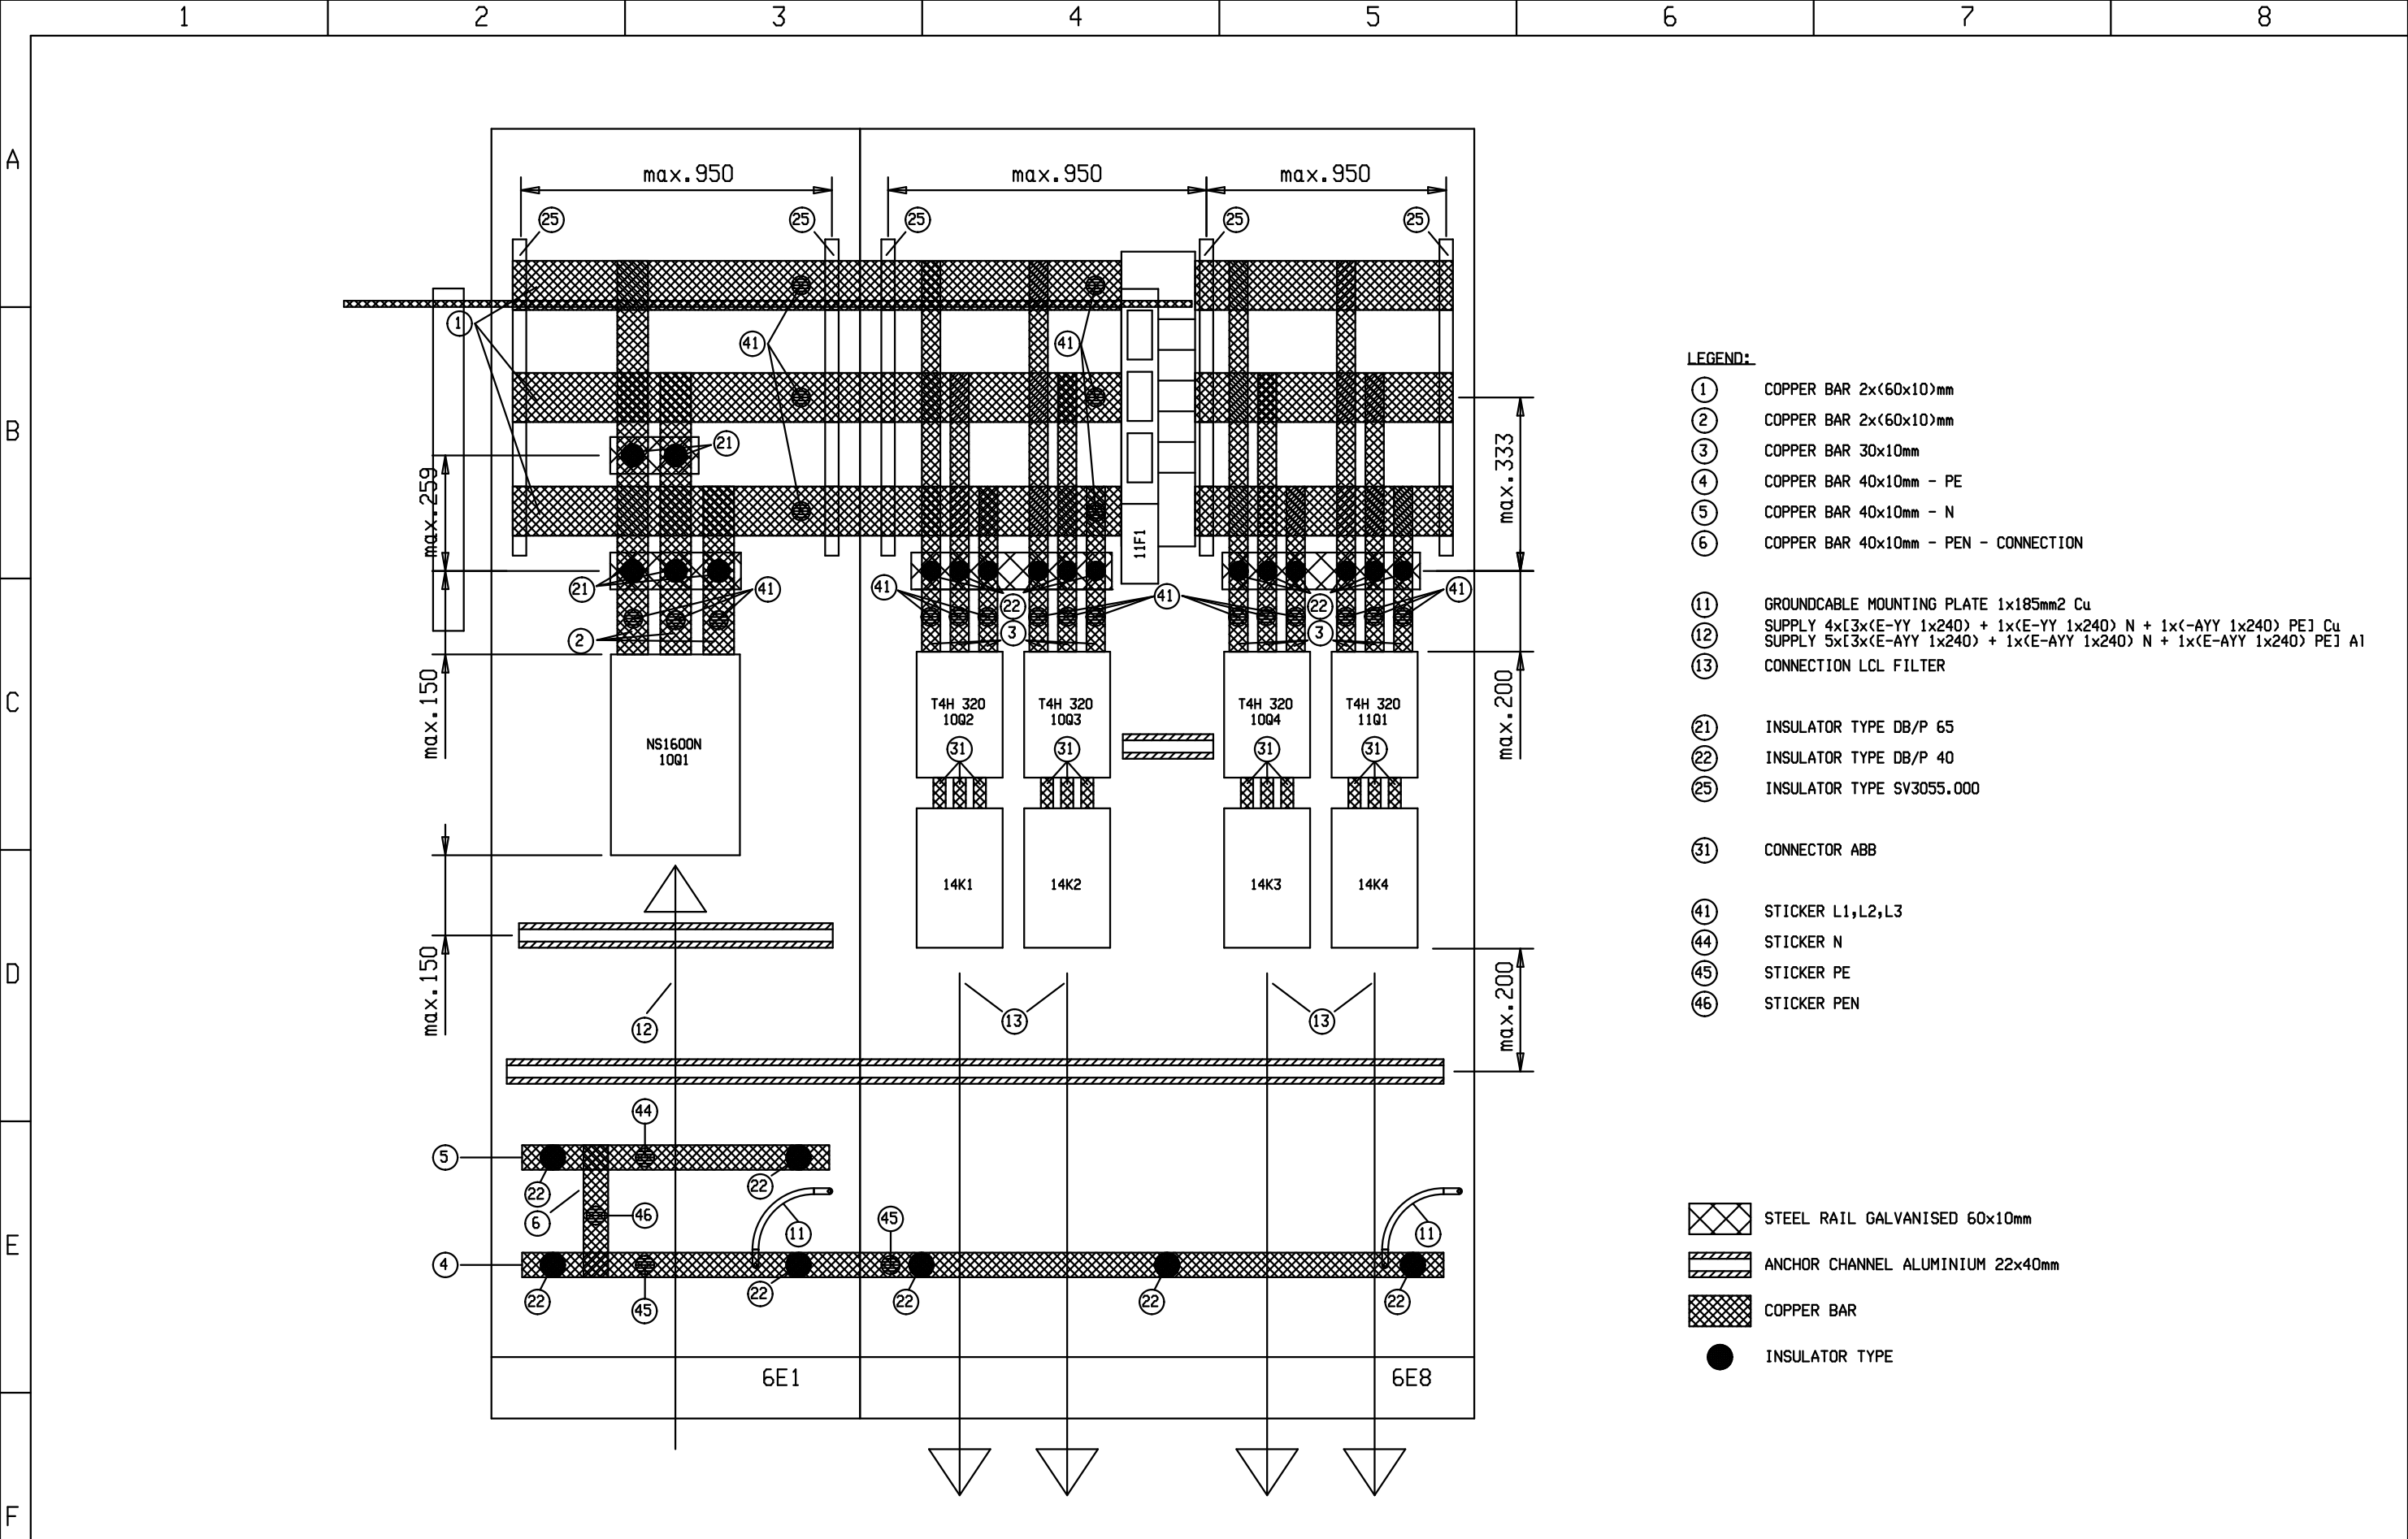 1 2 3 4 5 6 7 8
A
max.950 max.950 max.950
25 25 25 25 25
1
41 41
B
LEGEND:
1 COPPER BAR 2x(60x10)mm
2 COPPER BAR 2x(60x10)mm
3 COPPER BAR 30x10mm
4 COPPER BAR 40x10mm - PE
5 COPPER BAR 40x10mm - N
6 COPPER BAR 40x10mm - PEN - CONNECTION
11 GROUNDCABLE MOUNTING PLATE 1x185mm2 Cu
12 SUPPLY 4x[3x(E-YY 1x240) + 1x(E-YY 1x240) N + 1x(-AYY 1x240) PE] Cu
SUPPLY 5x[3x(E-AYY 1x240) + 1x(E-AYY 1x240) N + 1x(E-AYY 1x240) PE] Al
13 CONNECTION LCL FILTER
21 INSULATOR TYPE DB/P 65
22 INSULATOR TYPE DB/P 40
25 INSULATOR TYPE SV3055.000
31 CONNECTOR ABB
41 STICKER L1,L2,L3
44 STICKER N
45 STICKER PE
46 STICKER PEN
21
max.259
max.333
11F1
21 41 41 22 41 22 41
2 3 3
C
max.150
max.200
NS1600N
10Q1
T4H 320
10Q2
T4H 320
10Q3
T4H 320
10Q4
T4H 320
11Q1
31 31 31 31
14K1 14K2 14K3 14K4
D
max.150
max.200
12 13 13
44
5
22 22
6 46 45 11 11
E
4
22 45 22 22 22 22
STEEL RAIL GALVANISED 60x10mm
ANCHOR CHANNEL ALUMINIUM 22x40mm
COPPER BAR
INSULATOR TYPE
6E1 6E8
F